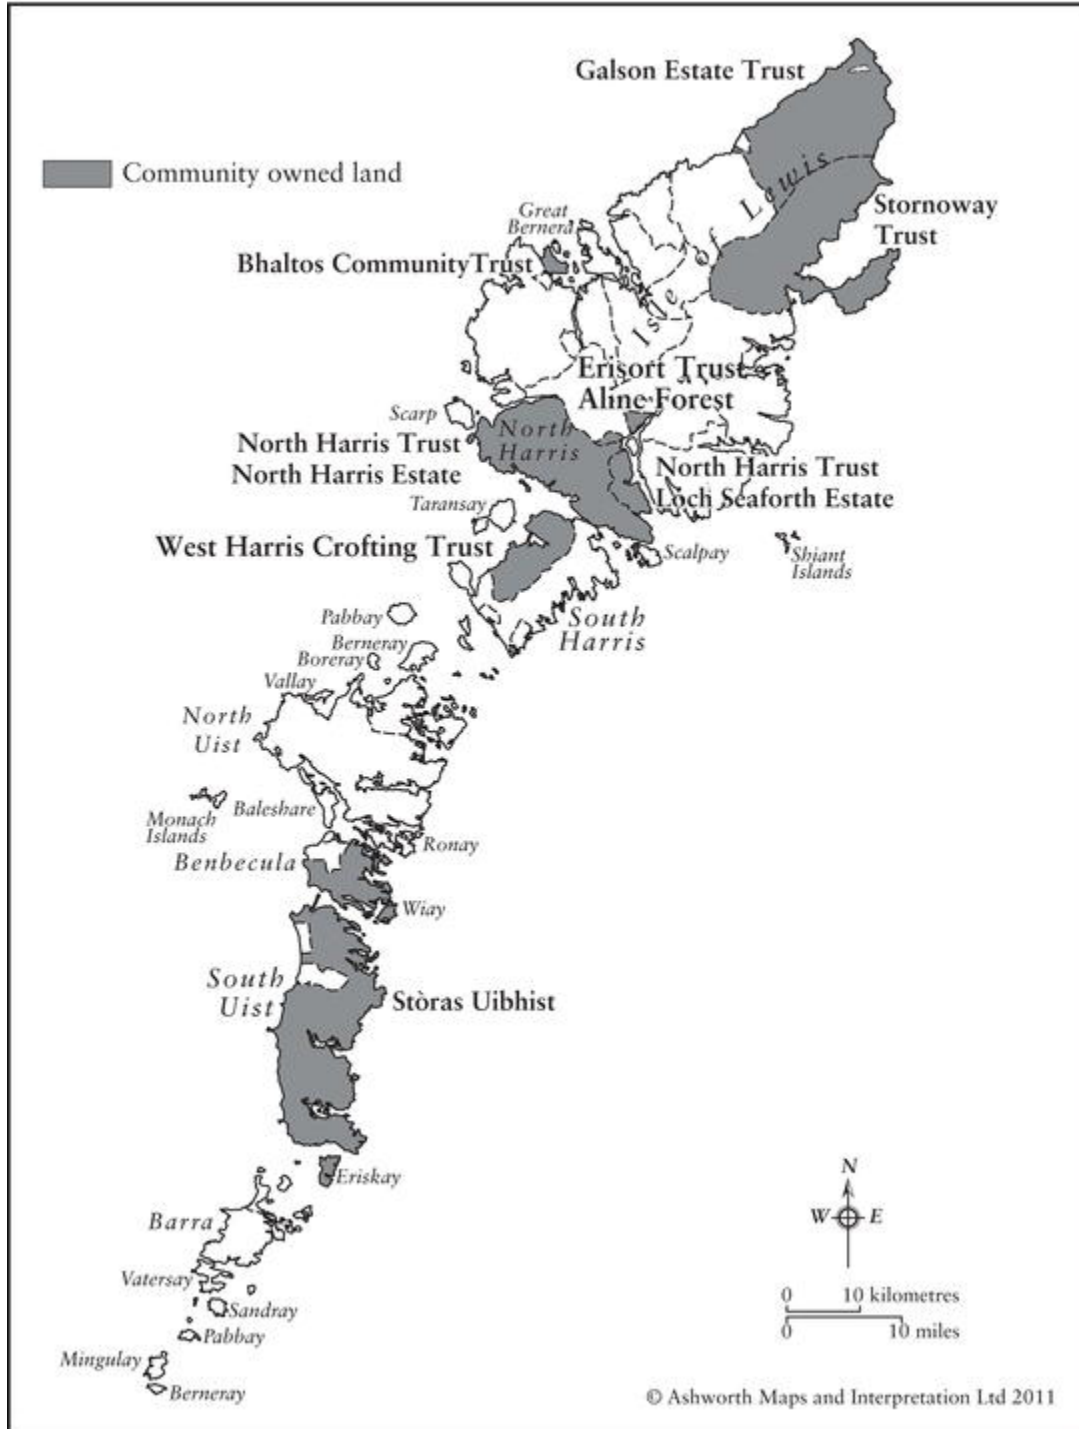 Galson Estate Trust
Community owned land
Isle of Lewis
Stornoway
Trust
Great
Bernera
Bhaltos CommunityTrust
Erisort Trust
Aline Forest
Scarp
North
Harris
North Harris Trust
North Harris Estate
North Harris Trust
Loch Seaforth Estate
Taransay
West Harris Crofting Trust
Scalpay
Shiant
Islands
Pabbay
South
Harris
Berneray
Boreray
Vallay
North
Uist
Monach
Islands
Baleshare
Ronay
Benbecula
Wiay
South
Uist
Stòras Uibhist
Eriskay
Barra
Vatersay
Sandray
Pabbay
Mingulay
Berneray
N
W E
0 10 kilometres
0 10 miles
© Ashworth Maps and Interpretation Ltd 2011